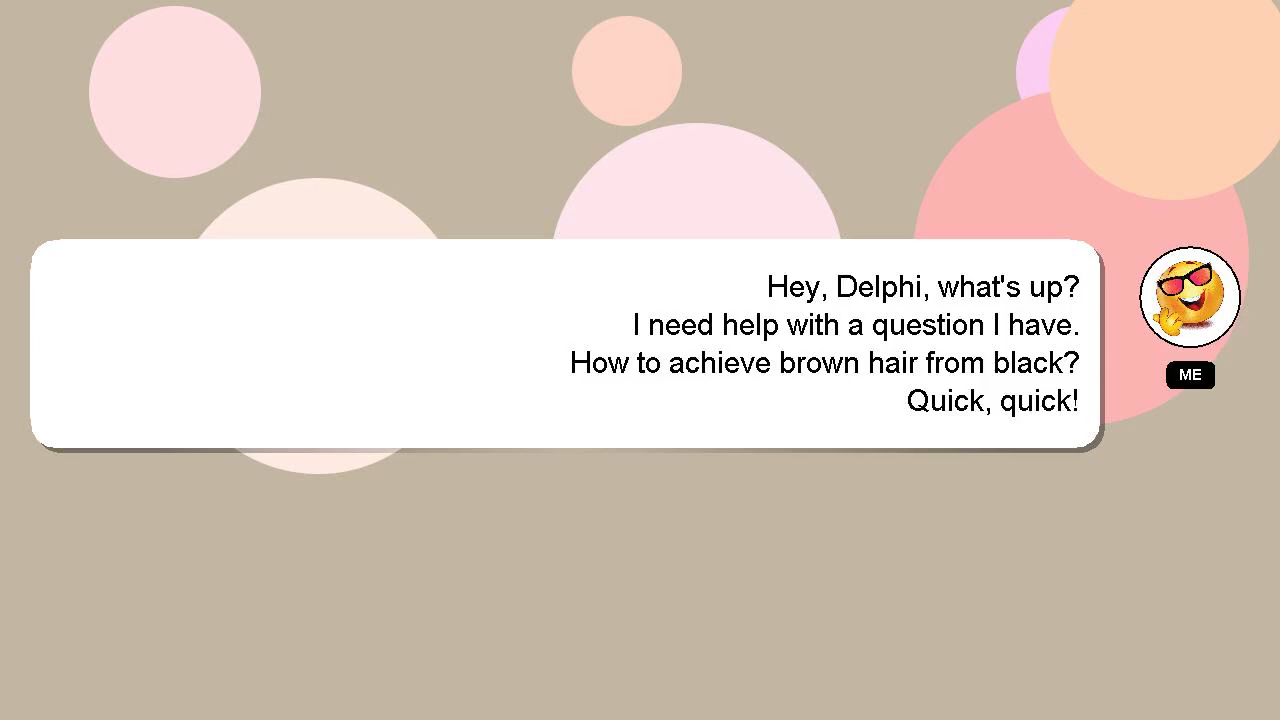 Hey, Delphi, what's up?
I need help with a question I have.
How to achieve brown hair from black?
Quick, quick!
ME